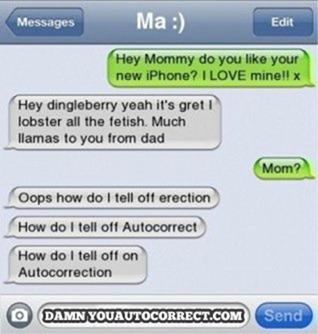 Messages
Ma :)
Edit
Hey Mommy do you like your
new iPhone? I LOVE mine!! x
Hey dingleberry yeah it's gret I
lobster all the fetish. Much
llamas to you from dad
Mom?
Oops how do I tell off erection
How do I tell off Autocorrect
How do I tell off on
Autocorrection
DAMNYOUAUTOCORRECT.COM
Send